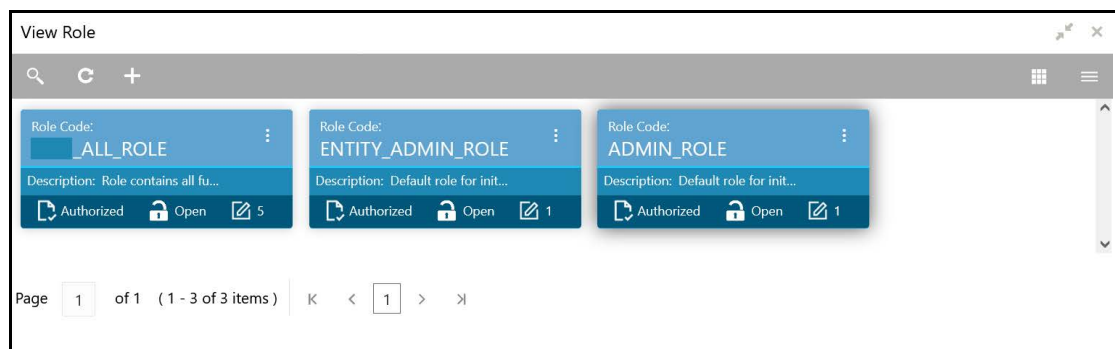 View Role
Role Code:
_ALL_ROLE
Description: Role contains all fu...
Authorized Open 5
Role Code:
ENTITY_ADMIN_ROLE
Description: Default role for init...
Authorized Open 1
Role Code:
ADMIN_ROLE
Description: Default role for init...
Authorized Open 1
Page 1 of 1 ( 1 - 3 of 3 items ) 1